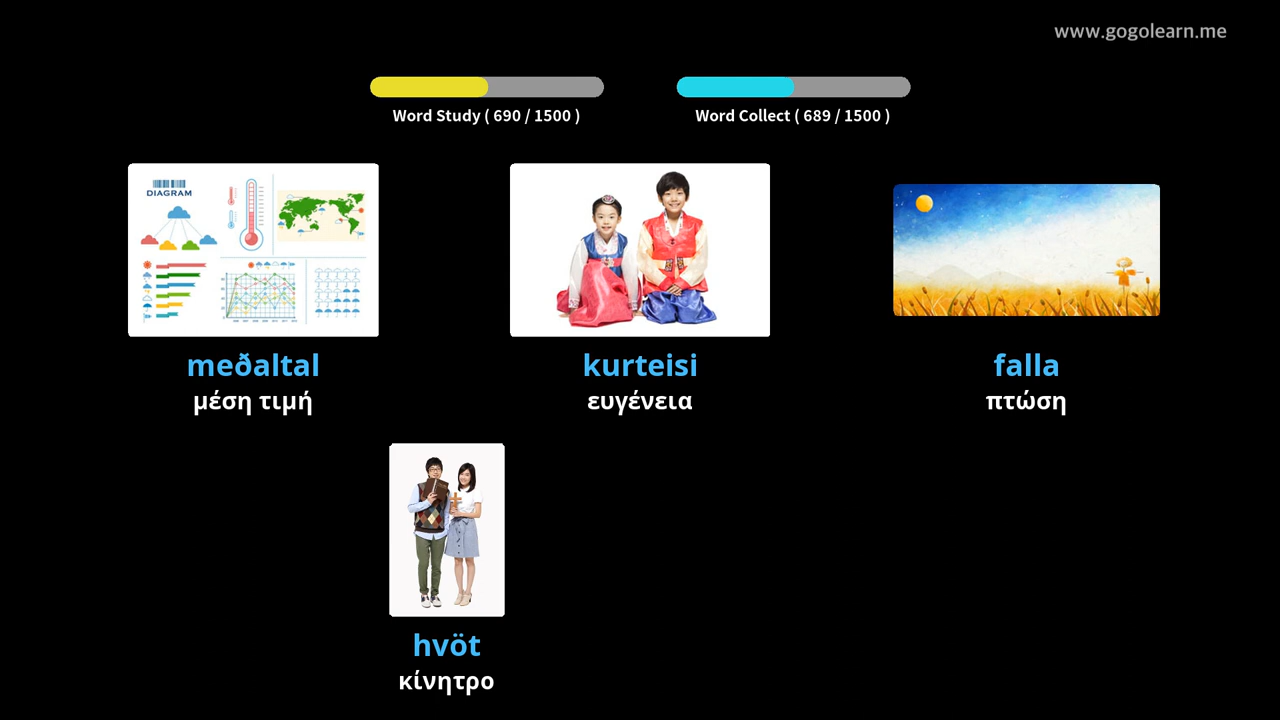 www.gogolearn.me
Word Study ( 690 / 1500 )
Word Collect ( 689 / 1500 )
DIAGRAM
meðaltal
μέση τιμή
kurteisi
ευγένεια
falla
πτώση
hvöt
κίνητρο